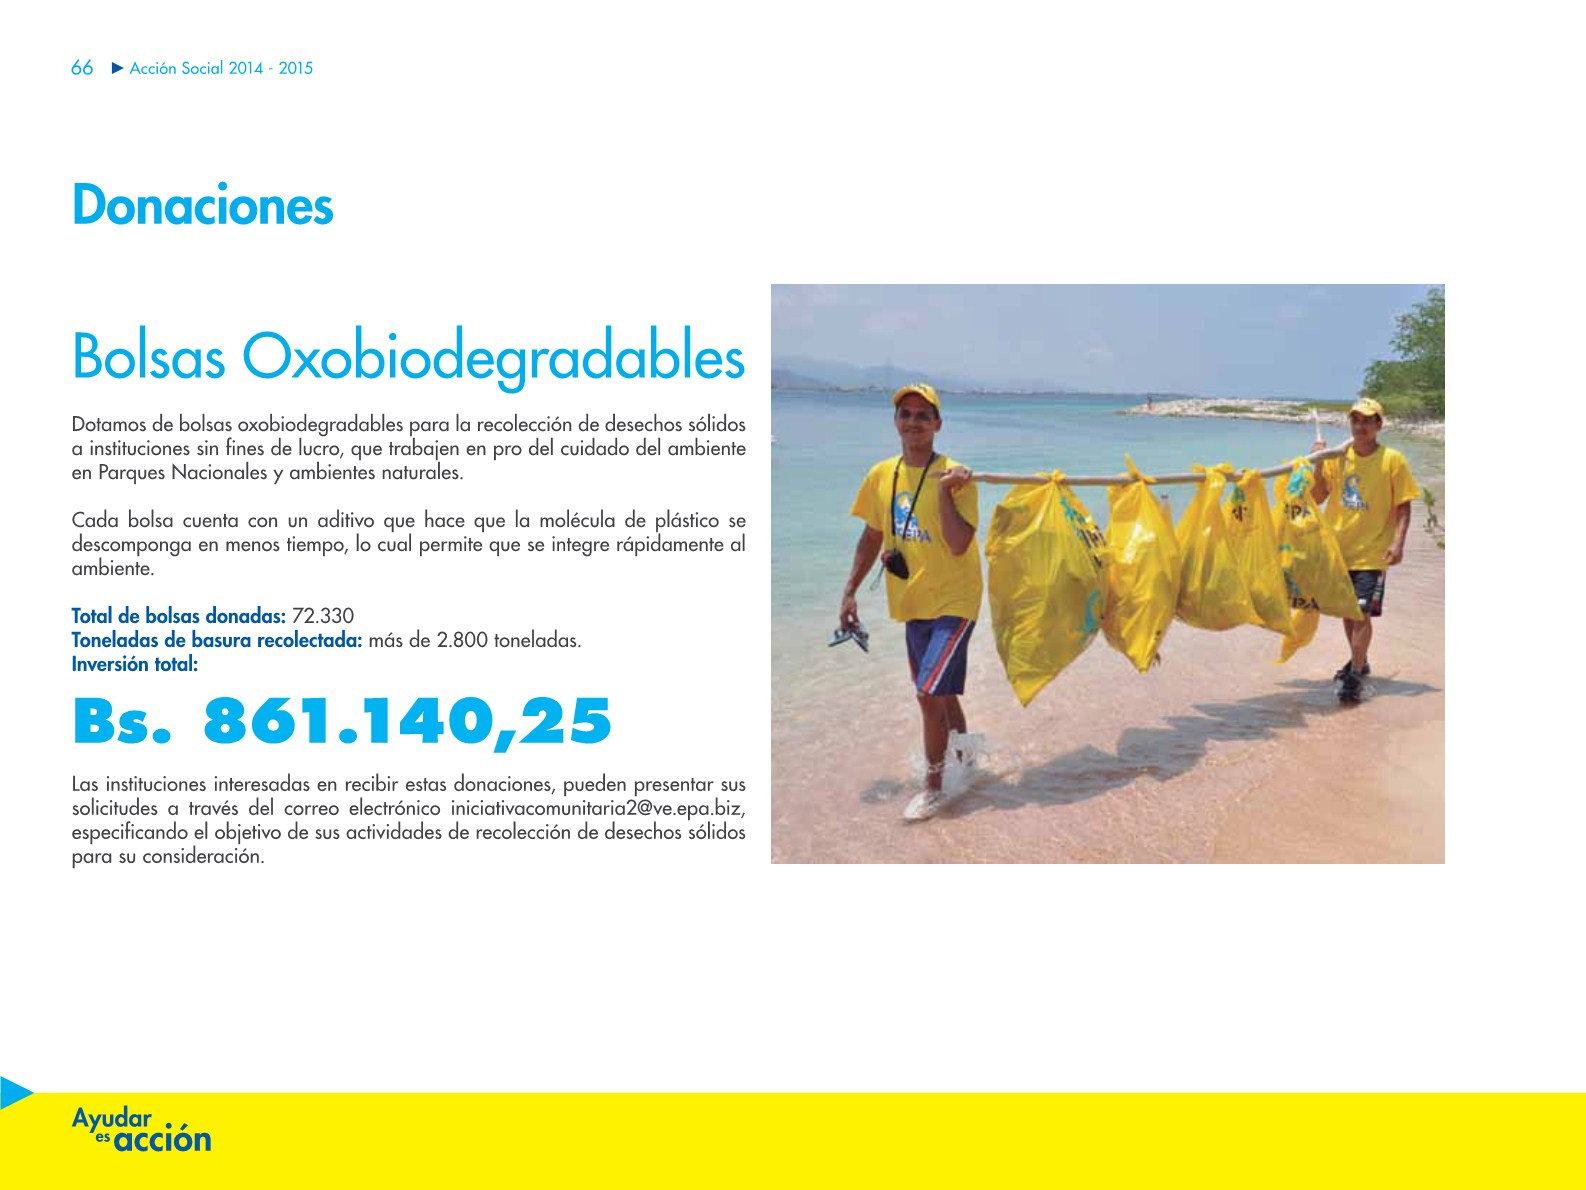 66 ▶ Acción Social 2014 - 2015
Donaciones
Bolsas Oxobiodegradables
Dotamos de bolsas oxobiodegradables para la recolección de desechos sólidos
a instituciones sin fines de lucro, que trabajen en pro del cuidado del ambiente
en Parques Nacionales y ambientes naturales.
Cada bolsa cuenta con un aditivo que hace que la molécula de plástico se
descomponga en menos tiempo, lo cual permite que se integre rápidamente al
ambiente.
Total de bolsas donadas: 72.330
Toneladas de basura recolectada: más de 2.800 toneladas.
Inversión total:
Bs. 861.140,25
Las instituciones interesadas en recibir estas donaciones, pueden presentar sus
solicitudes a través del correo electrónico iniciativacomunitaria2@ve.epa.biz,
especificando el objetivo de sus actividades de recolección de desechos sólidos
para su consideración.
EPA
EPA
Ayudar
es acción